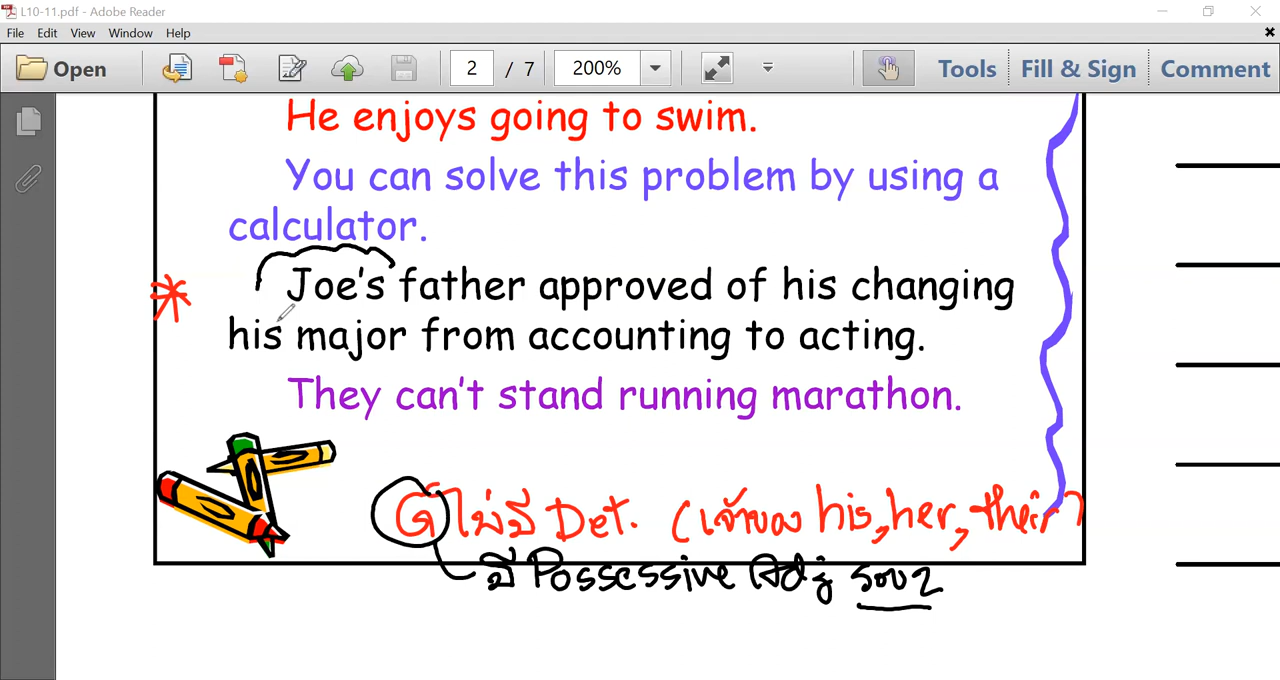 L10-11.pdf - Adobe Reader
File Edit View Window Help
Open 2 / 7 200% Tools Fill & Sign Comment
He enjoys going to swim.
You can solve this problem by using a
calculator.
Joe's father approved of his changing
his major from accounting to acting.
They can't stand running marathon.
G ไม่มี Det. (เจ้าของ his, her, their)
มี Possessive Adj รอบ 2